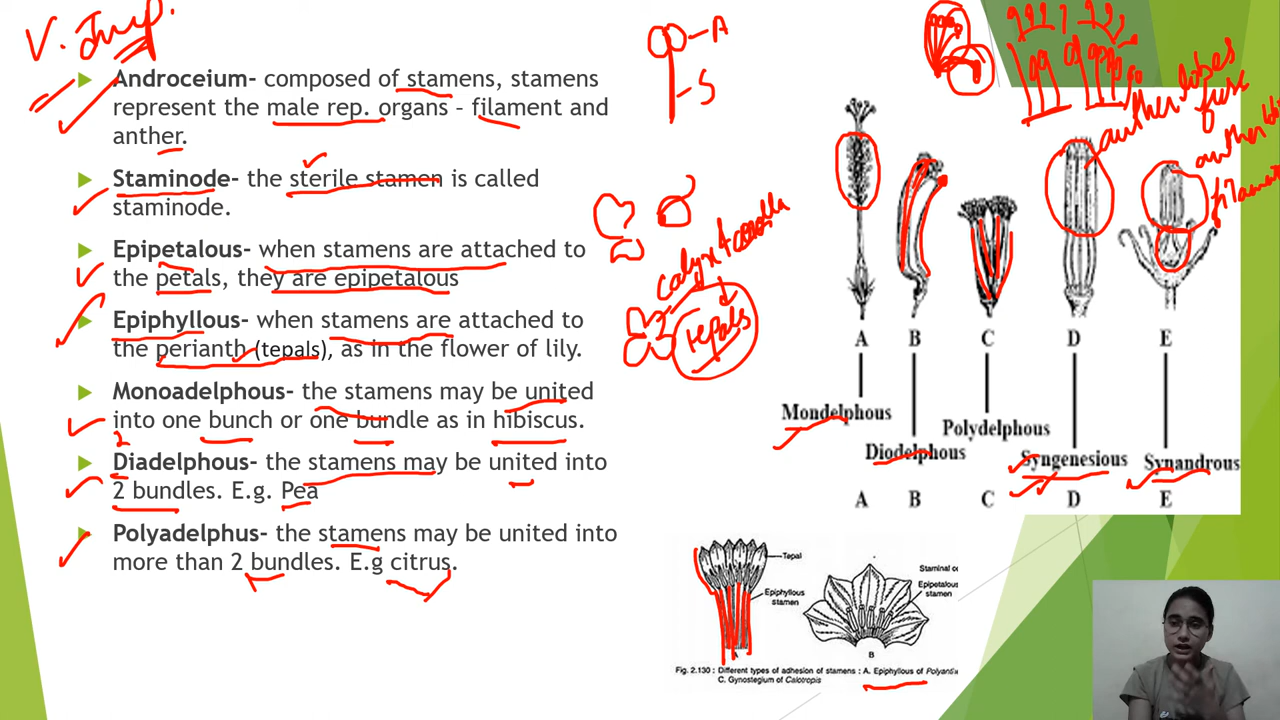 V. Imp.
Androceium- composed of stamens, stamens
represent the male rep. organs - filament and
anther.
Staminode- the sterile stamen is called
staminode.
Epipetalous- when stamens are attached to
the petals, they are epipetalous
Epiphyllous- when stamens are attached to
the perianth (tepals), as in the flower of lily.
Monoadelphous- the stamens may be united
into one bunch or one bundle as in hibiscus.
2
Diadelphous- the stamens may be united into
2 bundles. E.g. Pea
Polyadelphus- the stamens may be united into
more than 2 bundles. E.g citrus.
A
S
calyx + corolla
tepals
anther lobes
fuse
anther
filament
A B C D E
Mondelphous
Diodelphous
Polydelphous
Syngenesious
Synandrous
A B C D E
Tepal
Epiphyllous
stamen
A
Staminal
Epipetalous
stamen
B
Fig. 2.130 : Different types of adhesion of stamens : A. Epiphyllous of
C. Gynostegium of Calotropis